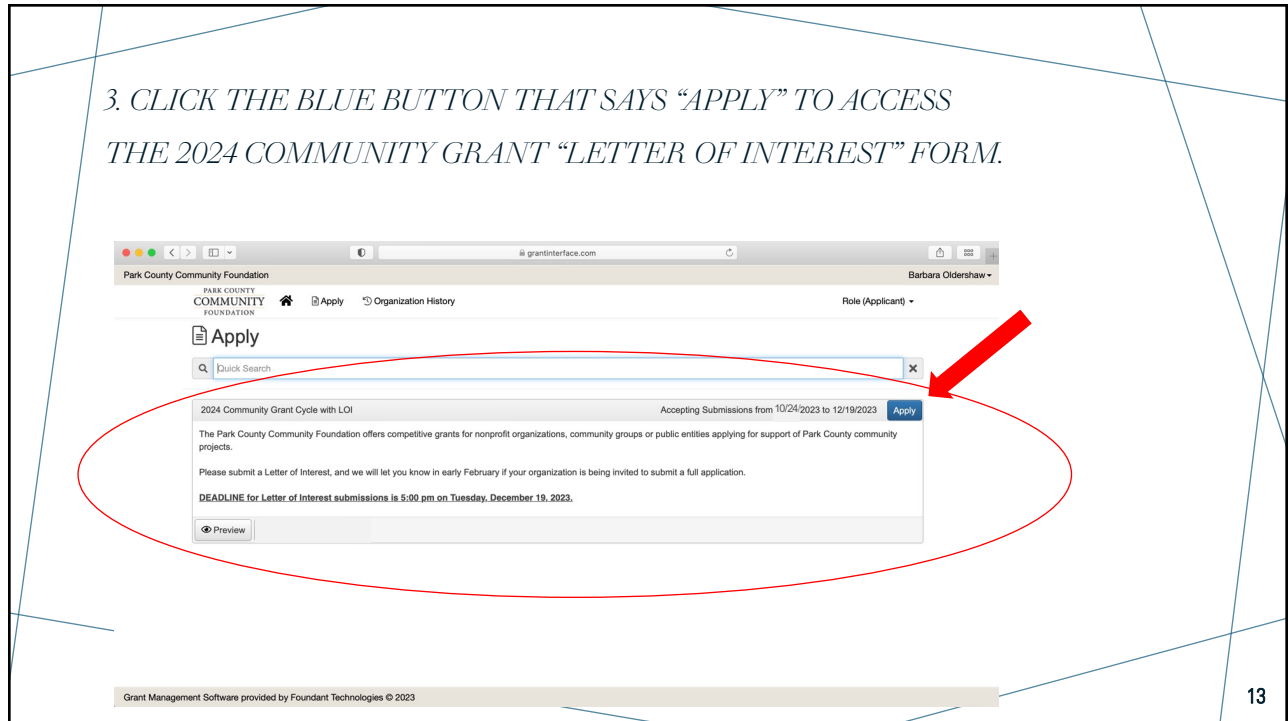 3. CLICK THE BLUE BUTTON THAT SAYS “APPLY” TO ACCESS
THE 2024 COMMUNITY GRANT “LETTER OF INTEREST” FORM.
grantinterface.com
Park County Community Foundation
Barbara Oldershaw
PARK COUNTY
COMMUNITY
FOUNDATION
Apply
Organization History
Role (Applicant)
Apply
Quick Search
2024 Community Grant Cycle with LOI
Accepting Submissions from 10/24/2023 to 12/19/2023
Apply
The Park County Community Foundation offers competitive grants for nonprofit organizations, community groups or public entities applying for support of Park County community
projects.
Please submit a Letter of Interest, and we will let you know in early February if your organization is being invited to submit a full application.
DEADLINE for Letter of Interest submissions is 5:00 pm on Tuesday, December 19, 2023.
Preview
Grant Management Software provided by Foundant Technologies © 2023
13